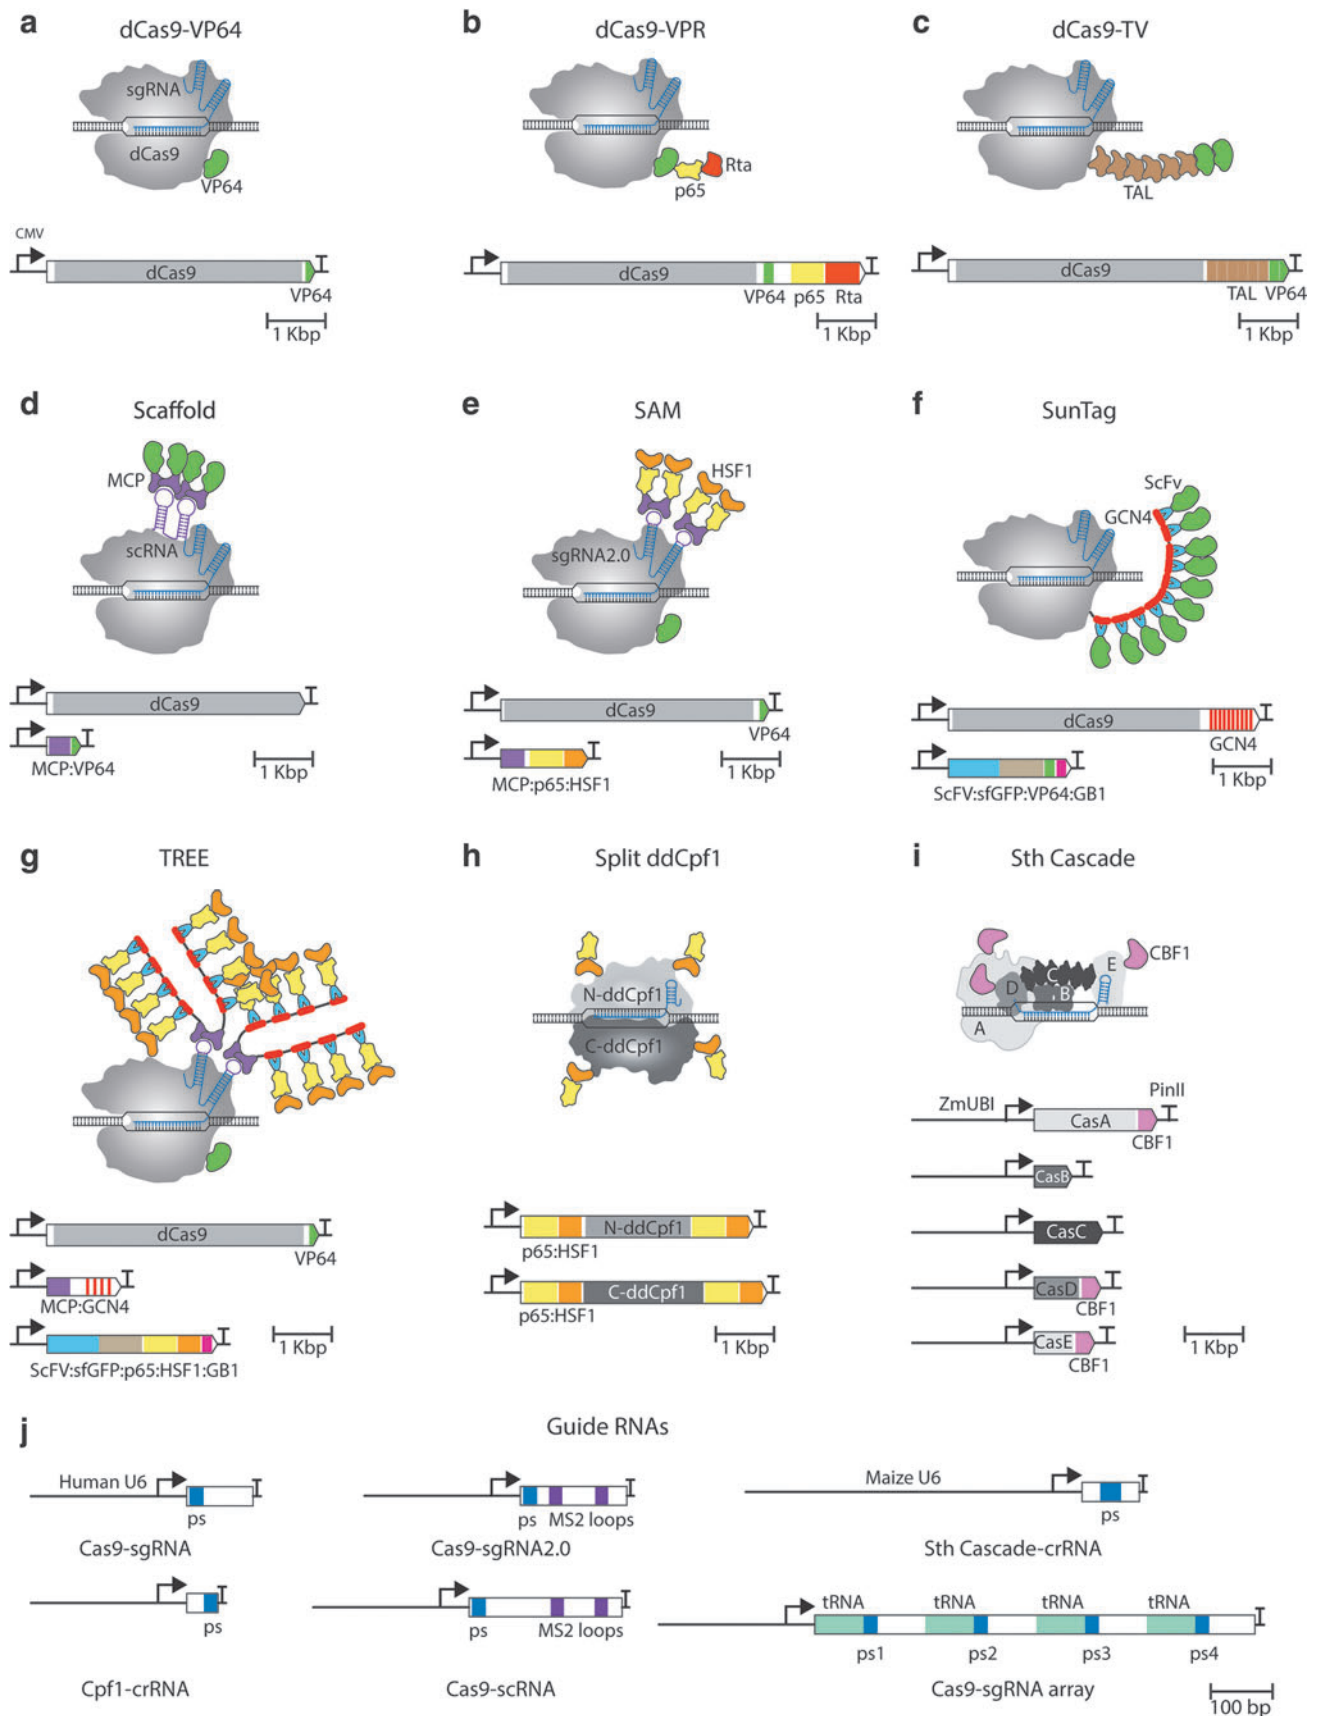 a dCas9-VP64
sgRNA
dCas9
VP64
CMV
dCas9
VP64
1 Kbp
b dCas9-VPR
Rta
p65
dCas9
VP64 p65 Rta
1 Kbp
c dCas9-TV
TAL
dCas9
TAL VP64
1 Kbp
d Scaffold
MCP
scRNA
dCas9
MCP:VP64
1 Kbp
e SAM
HSF1
sgRNA2.0
dCas9
VP64
MCP:p65:HSF1
1 Kbp
f SunTag
ScFv
GCN4
dCas9
GCN4
ScFV:sfGFP:VP64:GB1
1 Kbp
g TREE
dCas9
VP64
MCP:GCN4
ScFV:sfGFP:p65:HSF1:GB1
1 Kbp
h Split ddCpf1
N-ddCpf1
C-ddCpf1
N-ddCpf1
p65:HSF1
C-ddCpf1
p65:HSF1
1 Kbp
i Sth Cascade
CBF1
C
E
D
B
A
ZmUBI
PinII
CasA
CBF1
CasB
CasC
CasD
CBF1
CasE
CBF1
1 Kbp
j Guide RNAs
Human U6
ps
Cas9-sgRNA
ps MS2 loops
Cas9-sgRNA2.0
Maize U6
ps
Sth Cascade-crRNA
ps
Cpf1-crRNA
ps MS2 loops
Cas9-scRNA
tRNA tRNA tRNA tRNA
ps1 ps2 ps3 ps4
Cas9-sgRNA array
100 bp